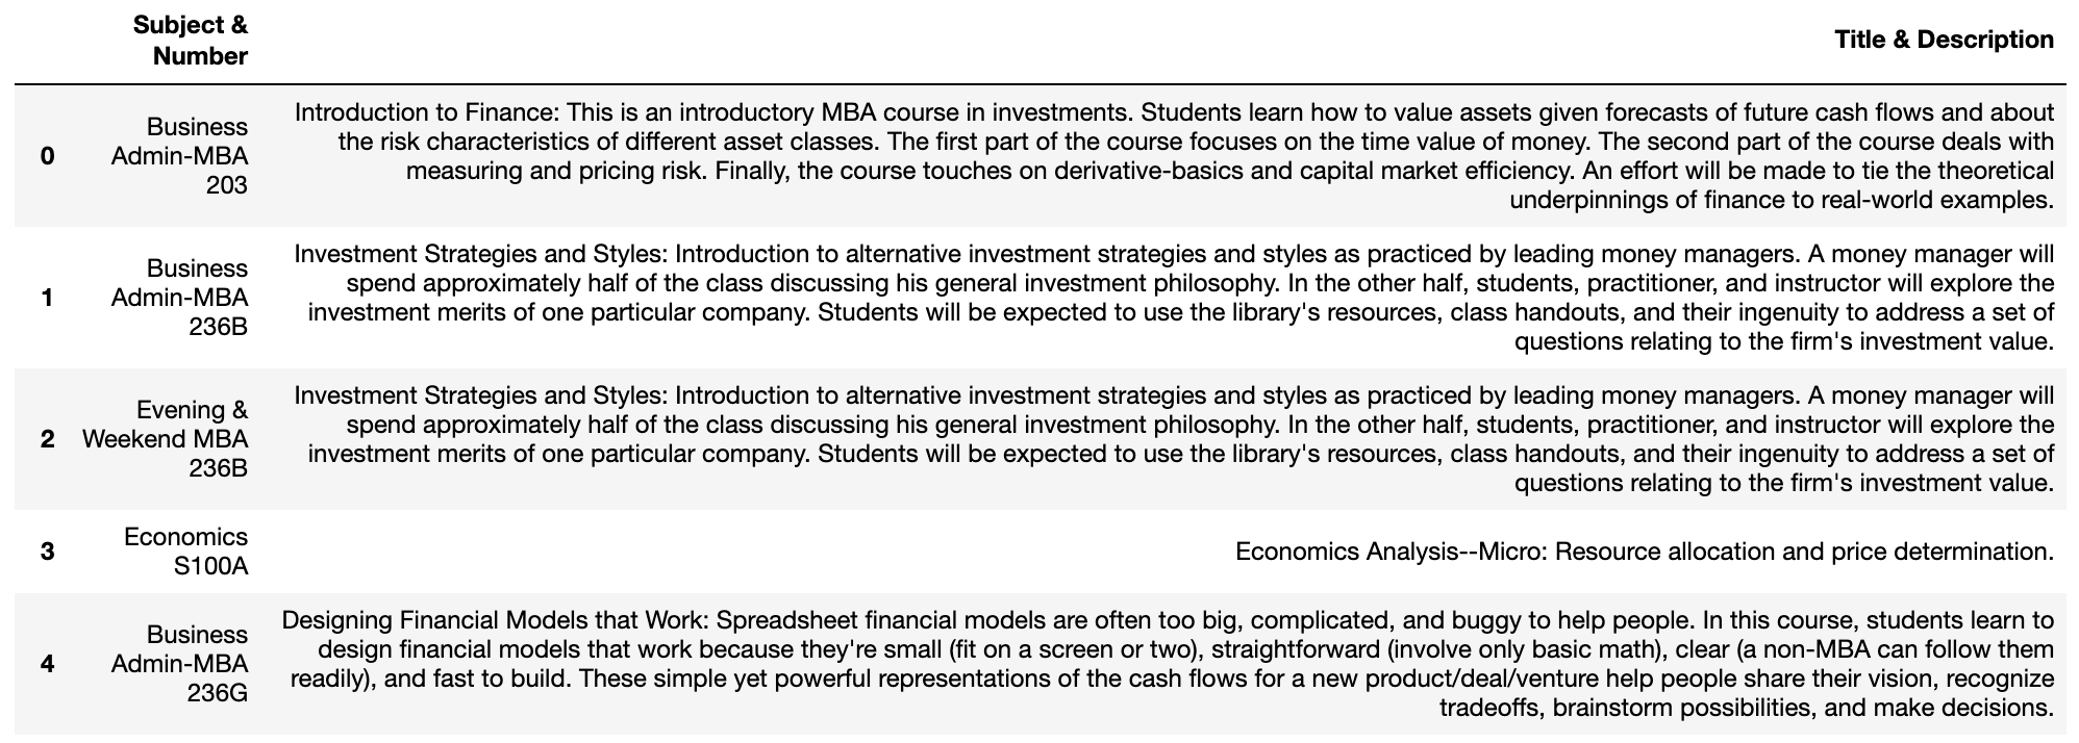 Subject &
Number
Title & Description
0
Business
Admin-MBA
203
Introduction to Finance: This is an introductory MBA course in investments. Students learn how to value assets given forecasts of future cash flows and about
the risk characteristics of different asset classes. The first part of the course focuses on the time value of money. The second part of the course deals with
measuring and pricing risk. Finally, the course touches on derivative-basics and capital market efficiency. An effort will be made to tie the theoretical
underpinnings of finance to real-world examples.
1
Business
Admin-MBA
236B
Investment Strategies and Styles: Introduction to alternative investment strategies and styles as practiced by leading money managers. A money manager will
spend approximately half of the class discussing his general investment philosophy. In the other half, students, practitioner, and instructor will explore the
investment merits of one particular company. Students will be expected to use the library's resources, class handouts, and their ingenuity to address a set of
questions relating to the firm's investment value.
2
Evening &
Weekend MBA
236B
Investment Strategies and Styles: Introduction to alternative investment strategies and styles as practiced by leading money managers. A money manager will
spend approximately half of the class discussing his general investment philosophy. In the other half, students, practitioner, and instructor will explore the
investment merits of one particular company. Students will be expected to use the library's resources, class handouts, and their ingenuity to address a set of
questions relating to the firm's investment value.
3
Economics
S100A
Economics Analysis--Micro: Resource allocation and price determination.
4
Business
Admin-MBA
236G
Designing Financial Models that Work: Spreadsheet financial models are often too big, complicated, and buggy to help people. In this course, students learn to
design financial models that work because they're small (fit on a screen or two), straightforward (involve only basic math), clear (a non-MBA can follow them
readily), and fast to build. These simple yet powerful representations of the cash flows for a new product/deal/venture help people share their vision, recognize
tradeoffs, brainstorm possibilities, and make decisions.